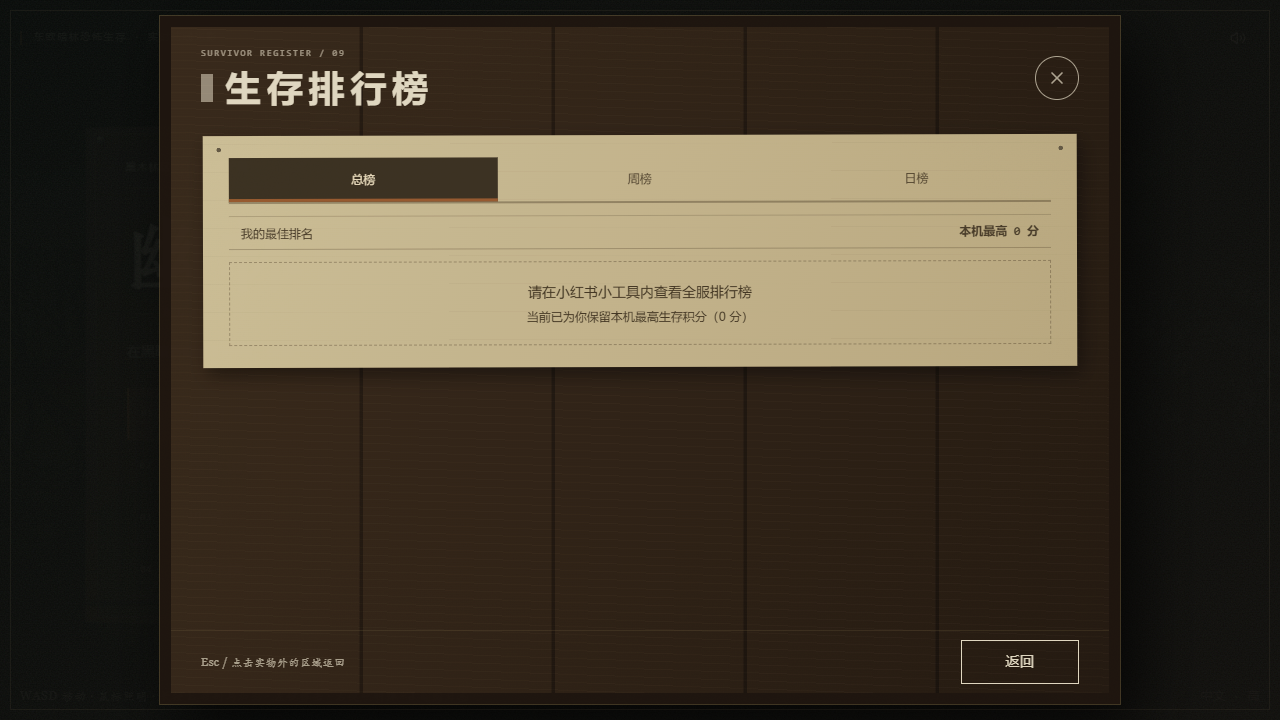 SURVIVOR REGISTER / 09
生存排行榜
总榜
周榜
日榜
我的最佳排名
本机最高 0 分
请在小红书小工具内查看全服排行榜
当前已为你保留本机最高生存积分（0 分）
Esc / 点击实物外的区域返回
返回